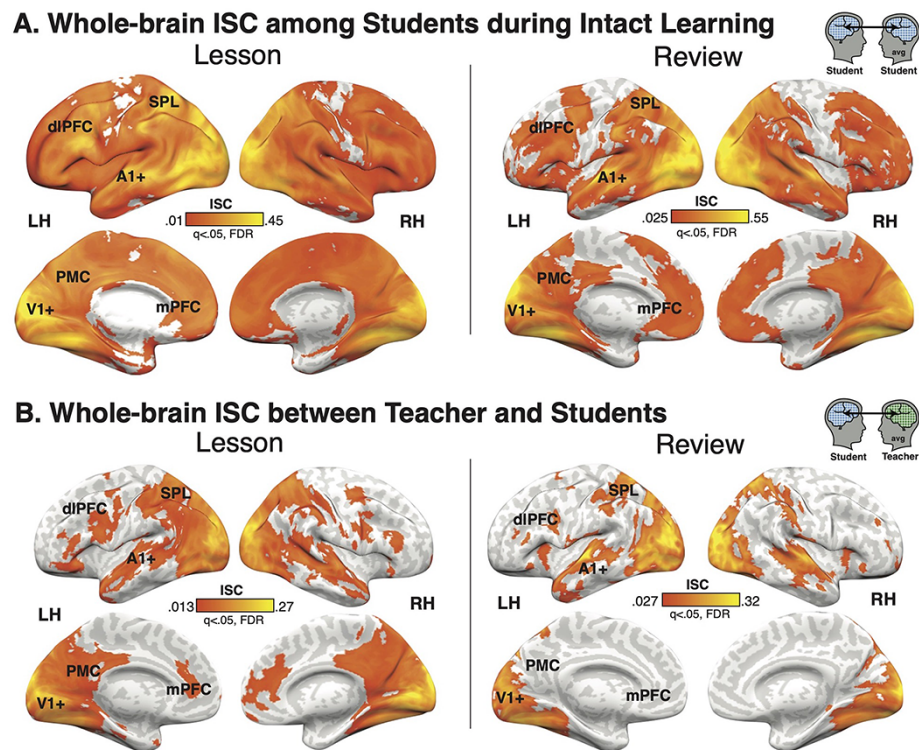 A. Whole-brain ISC among Students during Intact Learning
Lesson
Review
avg
Student Student
SPL
dlPFC
A1+
ISC
.01 .45
q<.05, FDR
LH
RH
PMC
V1+
mPFC
SPL
dlPFC
A1+
ISC
.025 .55
q<.05, FDR
LH
RH
PMC
V1+
mPFC
B. Whole-brain ISC between Teacher and Students
Lesson
Review
avg
Student Teacher
SPL
dlPFC
A1+
ISC
.013 .27
q<.05, FDR
LH
RH
PMC
V1+
mPFC
SPL
dlPFC
A1+
ISC
.027 .32
q<.05, FDR
LH
RH
PMC
V1+
mPFC